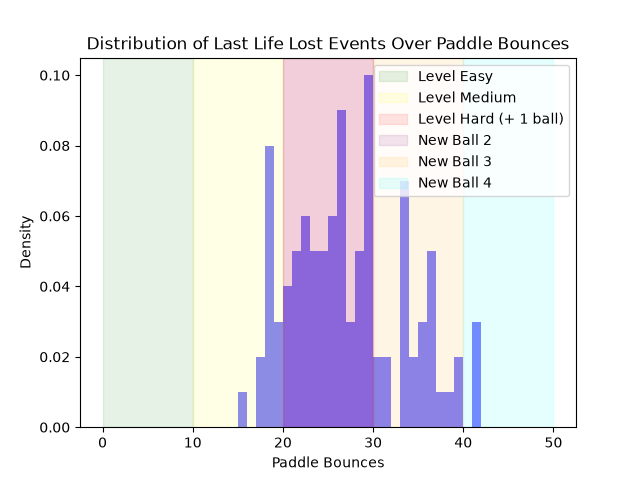 Distribution of Last Life Lost Events Over Paddle Bounces
Level Easy
Level Medium
Level Hard (+ 1 ball)
New Ball 2
New Ball 3
New Ball 4
Density
0.10
0.08
0.06
0.04
0.02
0.00
0 10 20 30 40 50
Paddle Bounces